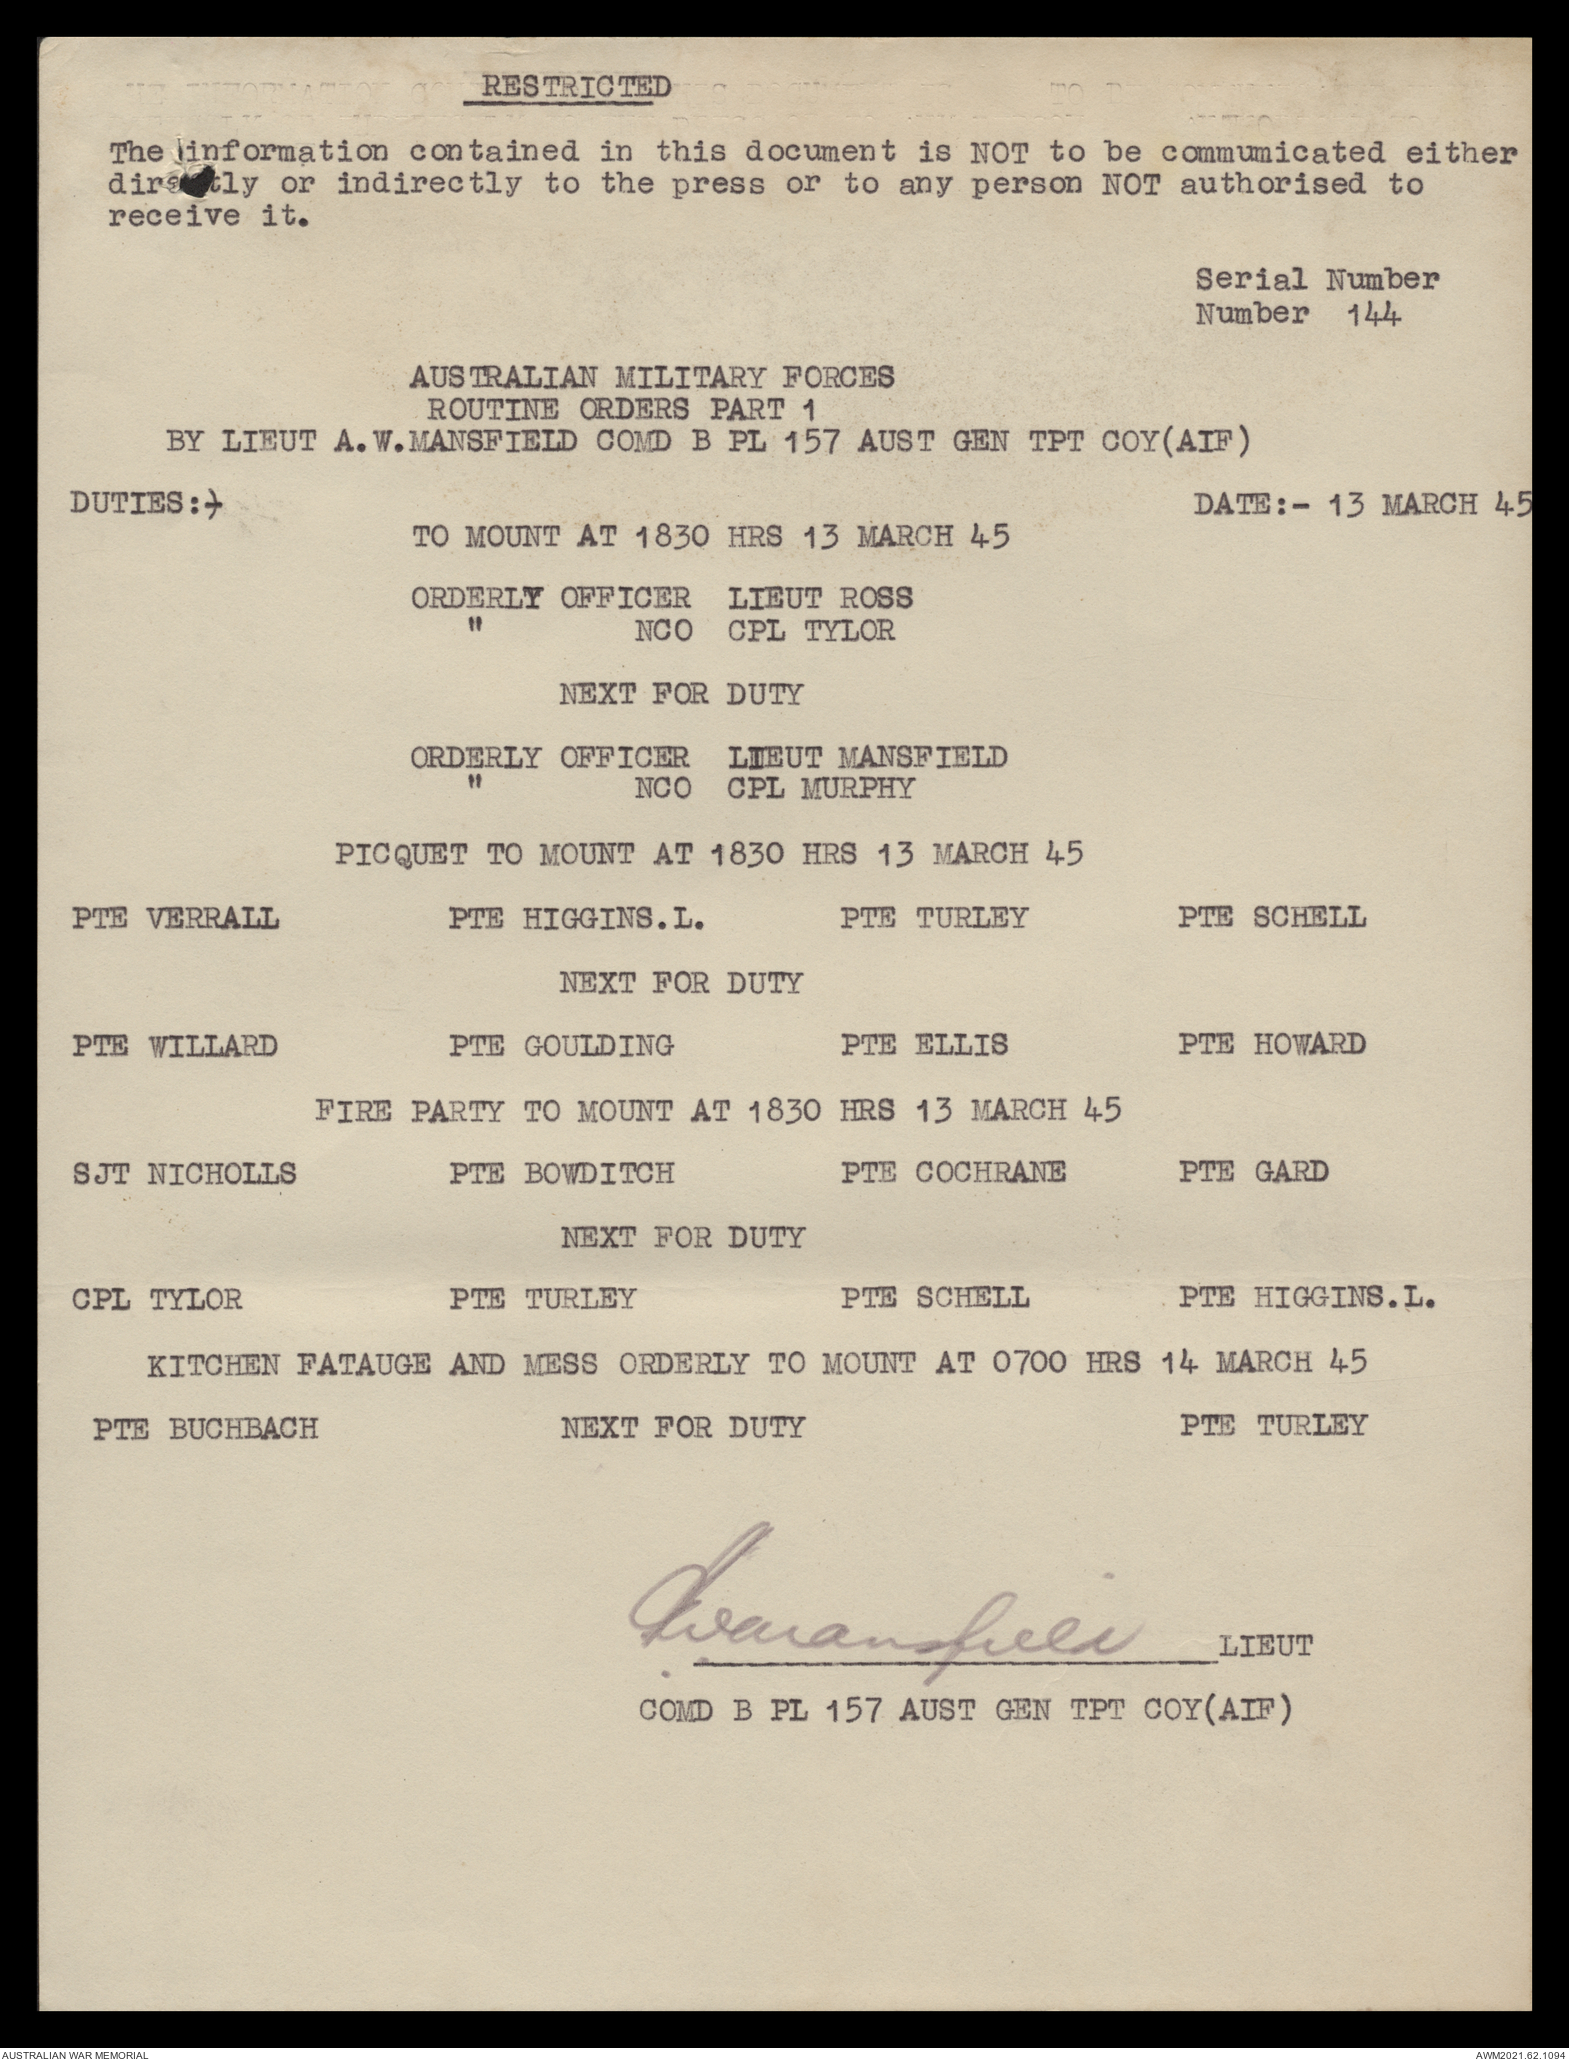 RESTRICTED
The information contained in this document is NOT to be commumicated either
directly or indirectly to the press or to any person NOT authorised to
receive it.
Serial Number
Number 144
AUSTRALIAN MILITARY FORCES
ROUTINE ORDERS PART 1
BY LIEUT A.W.MANSFIELD COMD B PL 157 AUST GEN TPT COY(AIF)
DUTIES:- DATE:- 13 MARCH 45
TO MOUNT AT 1830 HRS 13 MARCH 45
ORDERLY OFFICER LIEUT ROSS
" NCO CPL TYLOR
NEXT FOR DUTY
ORDERLY OFFICER LIEUT MANSFIELD
" NCO CPL MURPHY
PICQUET TO MOUNT AT 1830 HRS 13 MARCH 45
PTE VERRALL PTE HIGGINS.L. PTE TURLEY PTE SCHELL
NEXT FOR DUTY
PTE WILLARD PTE GOULDING PTE ELLIS PTE HOWARD
FIRE PARTY TO MOUNT AT 1830 HRS 13 MARCH 45
SJT NICHOLLS PTE BOWDITCH PTE COCHRANE PTE GARD
NEXT FOR DUTY
CPL TYLOR PTE TURLEY PTE SCHELL PTE HIGGINS.L.
KITCHEN FATAUGE AND MESS ORDERLY TO MOUNT AT 0700 HRS 14 MARCH 45
PTE BUCHBACH NEXT FOR DUTY PTE TURLEY
AWMansfield LIEUT
COMD B PL 157 AUST GEN TPT COY(AIF)
AUSTRALIAN WAR MEMORIAL AWM2021.62.1094